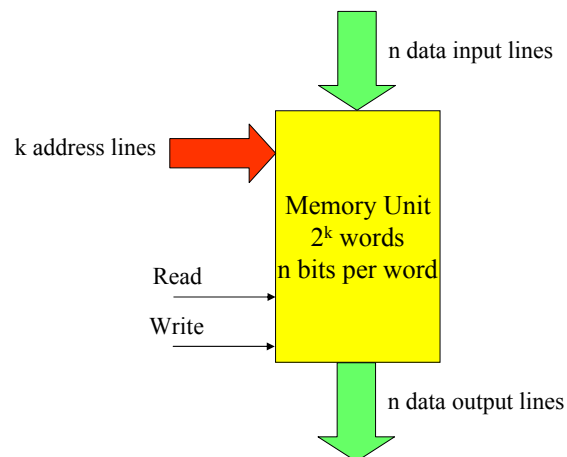 n data input lines
k address lines
Memory Unit
2ᵏ words
n bits per word
Read
Write
n data output lines